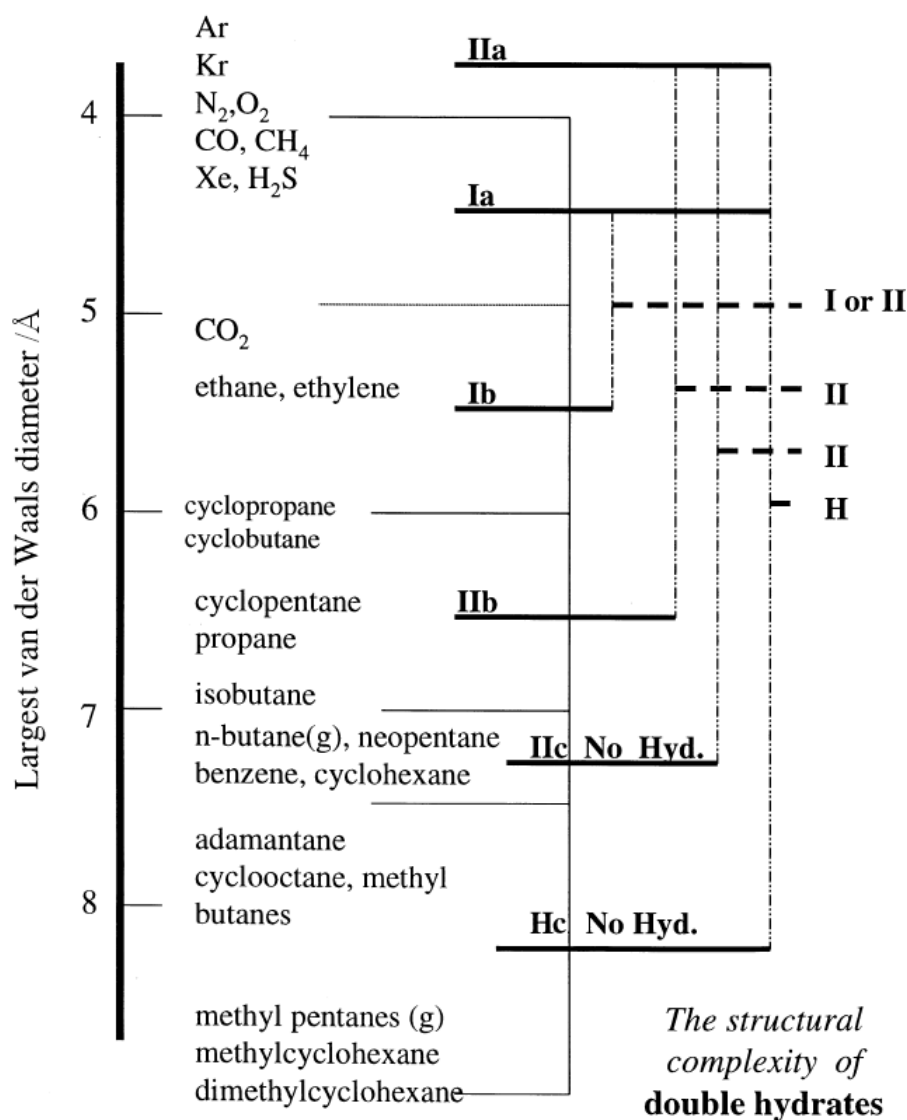 Largest van der Waals diameter /Å
4
5
6
7
8
Ar
Kr
N₂,O₂
CO, CH₄
Xe, H₂S
CO₂
ethane, ethylene
cyclopropane
cyclobutane
cyclopentane
propane
isobutane
n-butane(g), neopentane
benzene, cyclohexane
adamantane
cyclooctane, methyl
butanes
methyl pentanes (g)
methylcyclohexane
dimethylcyclohexane
IIa
Ia
Ib
IIb
IIc No Hyd.
Hc No Hyd.
I or II
II
II
H
The structural
complexity of
double hydrates